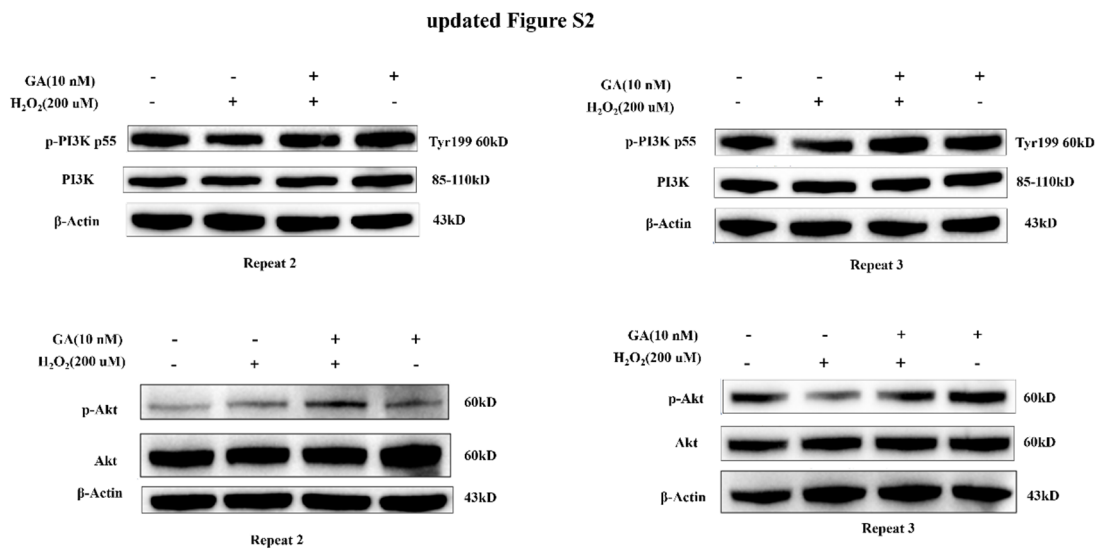 updated Figure S2
GA(10 nM) - - + +
H₂O₂(200 uM) - + + -
p-PI3K p55 Tyr199 60kD
PI3K 85-110kD
β-Actin 43kD
Repeat 2
GA(10 nM) - - + +
H₂O₂(200 uM) - + + -
p-PI3K p55 Tyr199 60kD
PI3K 85-110kD
β-Actin 43kD
Repeat 3
GA(10 nM) - - + +
H₂O₂(200 uM) - + + -
p-Akt 60kD
Akt 60kD
β-Actin 43kD
Repeat 2
GA(10 nM) - - + +
H₂O₂(200 uM) - + + -
p-Akt 60kD
Akt 60kD
β-Actin 43kD
Repeat 3